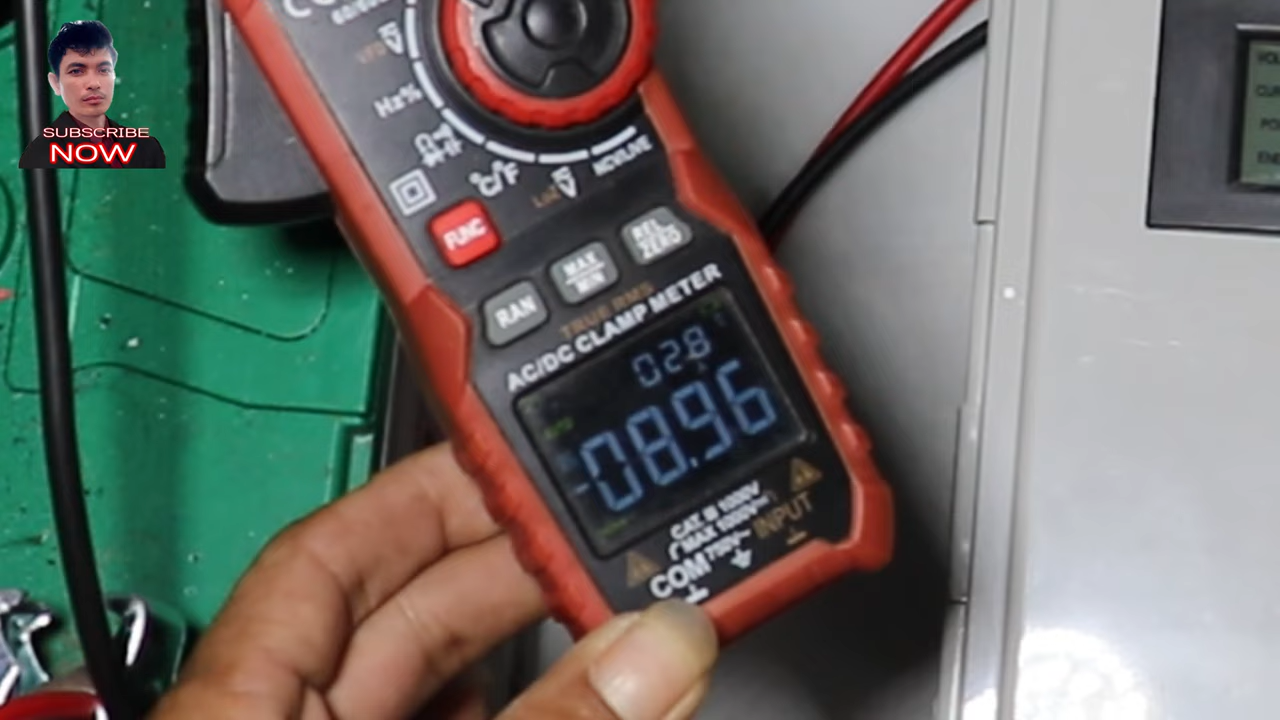 SUBSCRIBE
NOW
Hz%
°C/°F
NCV/LIVE
FUNC
RAN
MAX
MIN
REL
ZERO
TRUE RMS
AC/DC CLAMP METER
028
-08.96
CAT. III 1000V
MAX 1000V
750V~
COM
INPUT